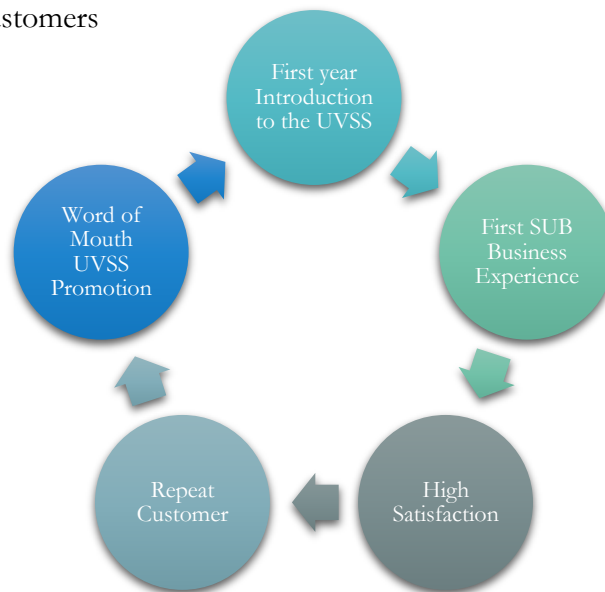 First year
Introduction
to the UVSS
First SUB
Business
Experience
High
Satisfaction
Repeat
Customer
Word of
Mouth
UVSS
Promotion